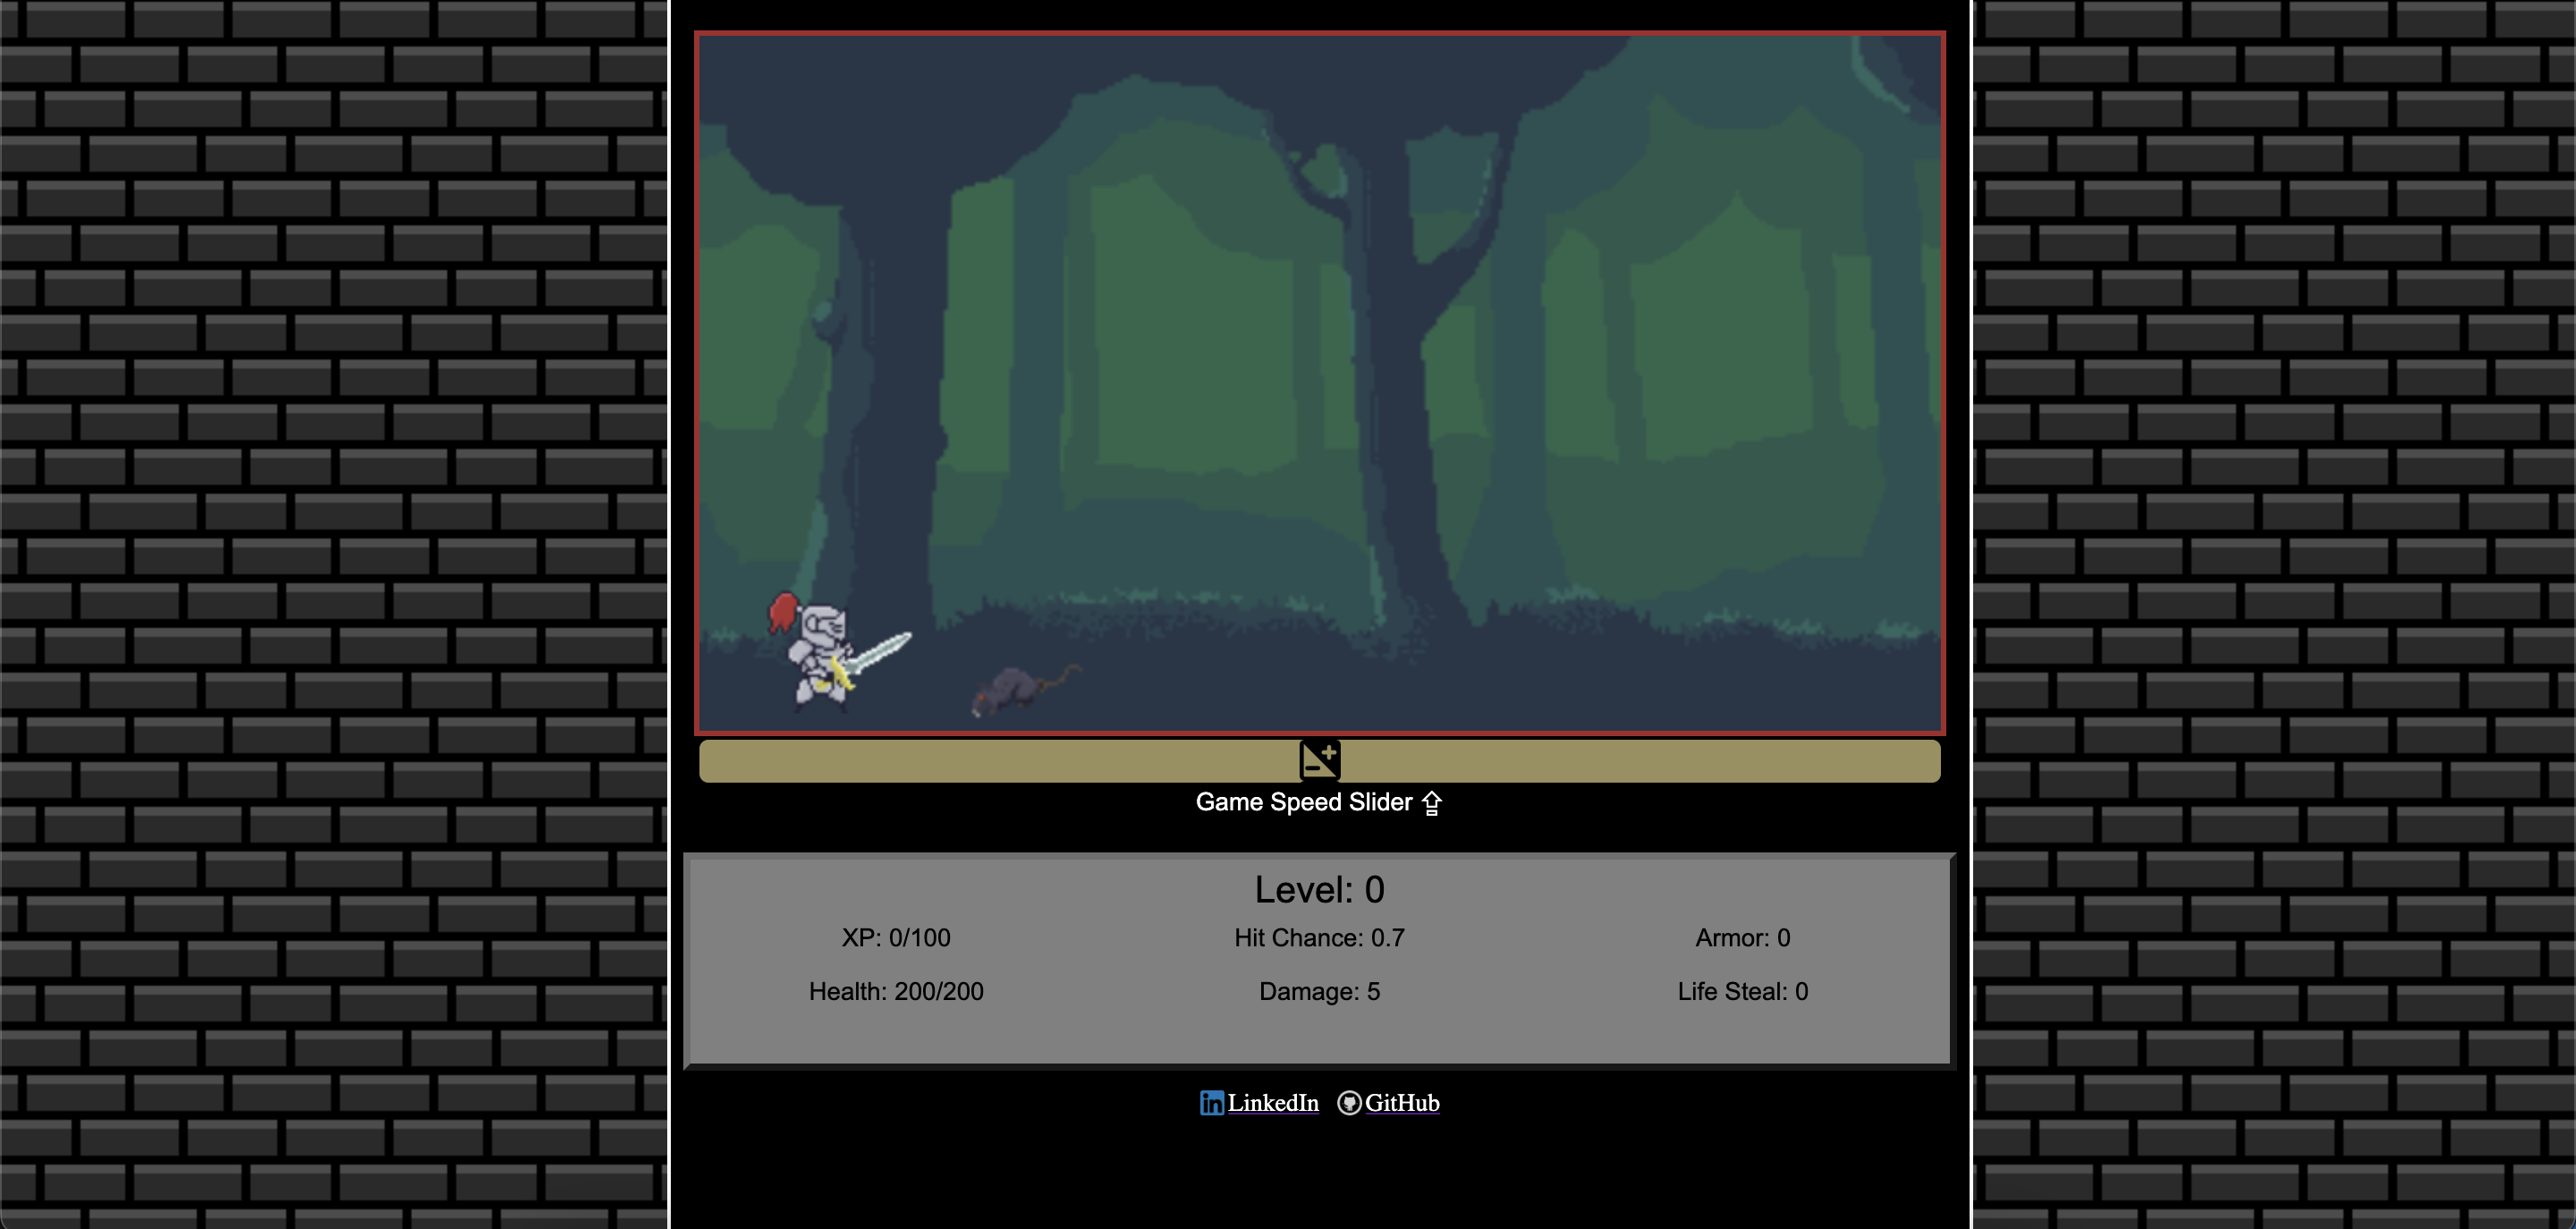 Game Speed Slider
Level: 0
XP: 0/100 Hit Chance: 0.7 Armor: 0
Health: 200/200 Damage: 5 Life Steal: 0
in LinkedIn GitHub